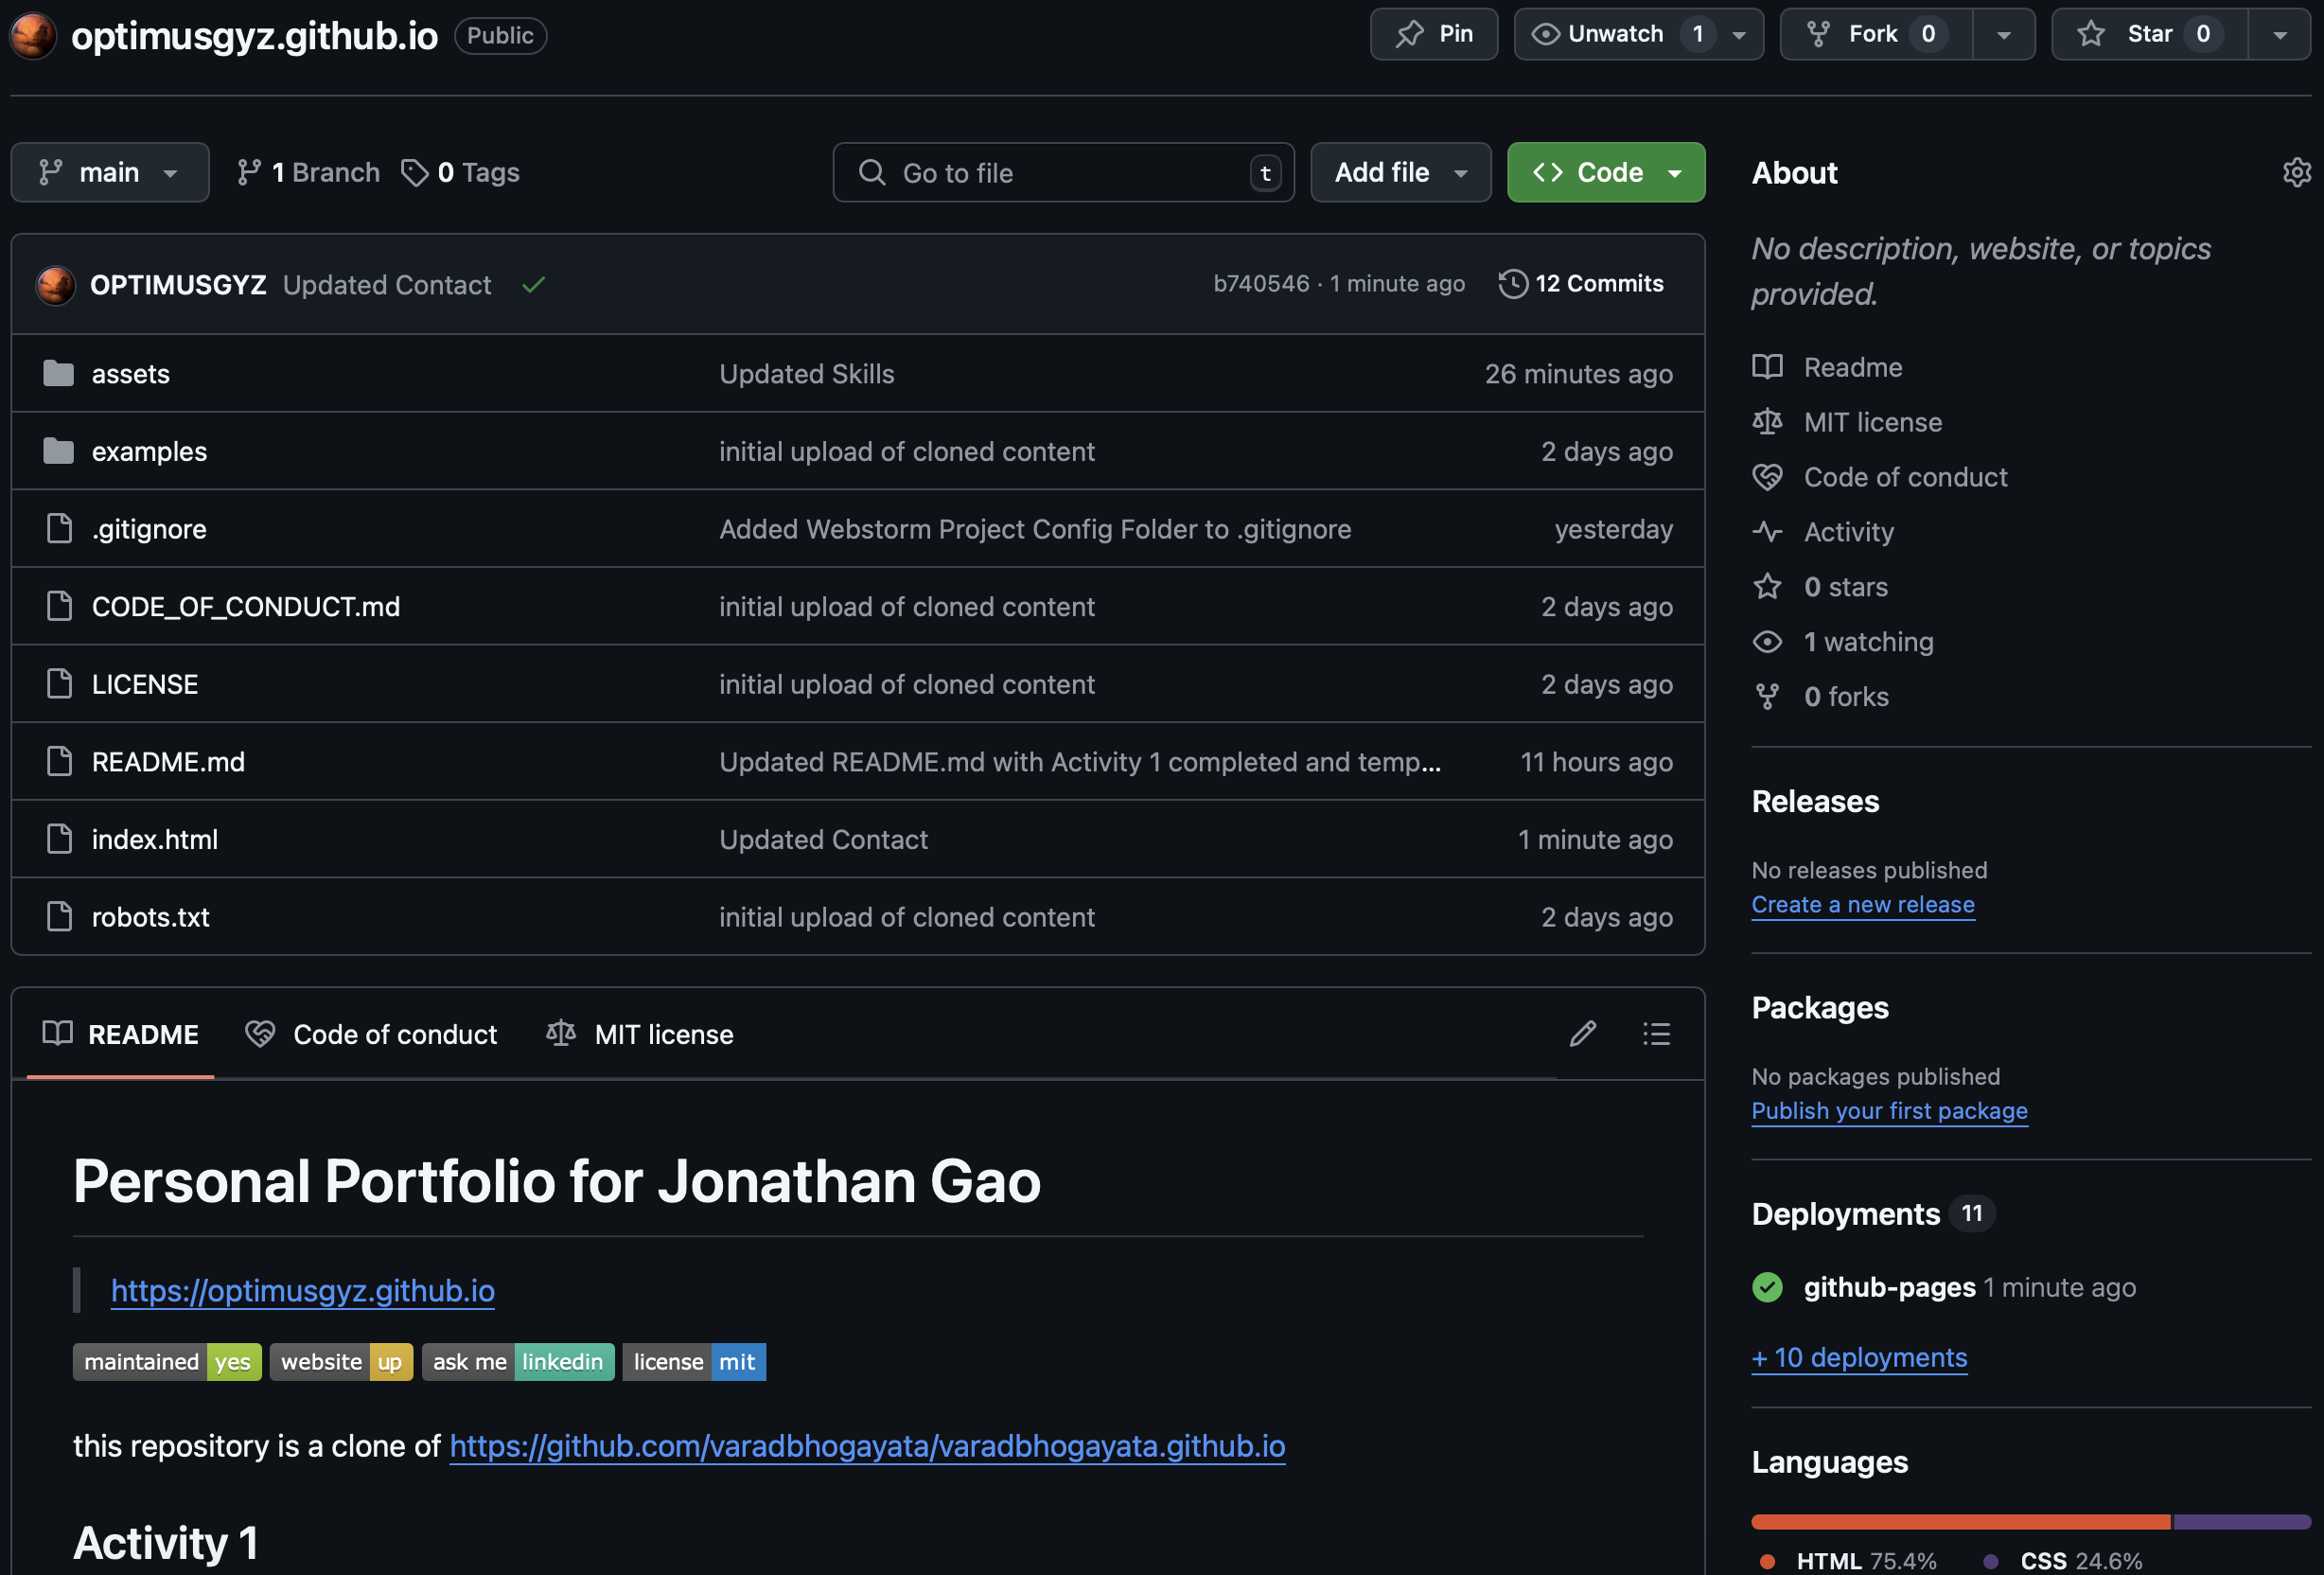 optimusgyz.github.io Public Pin Unwatch 1 Fork 0 Star 0
main 1 Branch 0 Tags Go to file t Add file Code
OPTIMUSGYZ Updated Contact b740546 · 1 minute ago 12 Commits
assets Updated Skills 26 minutes ago
examples initial upload of cloned content 2 days ago
.gitignore Added Webstorm Project Config Folder to .gitignore yesterday
CODE_OF_CONDUCT.md initial upload of cloned content 2 days ago
LICENSE initial upload of cloned content 2 days ago
README.md Updated README.md with Activity 1 completed and temp... 11 hours ago
index.html Updated Contact 1 minute ago
robots.txt initial upload of cloned content 2 days ago
README Code of conduct MIT license
Personal Portfolio for Jonathan Gao
https://optimusgyz.github.io
maintained yes website up ask me linkedin license mit
this repository is a clone of https://github.com/varadbhogayata/varadbhogayata.github.io
Activity 1
About
No description, website, or topics
provided.
Readme
MIT license
Code of conduct
Activity
0 stars
1 watching
0 forks
Releases
No releases published
Create a new release
Packages
No packages published
Publish your first package
Deployments 11
github-pages 1 minute ago
+ 10 deployments
Languages
HTML 75.4% CSS 24.6%